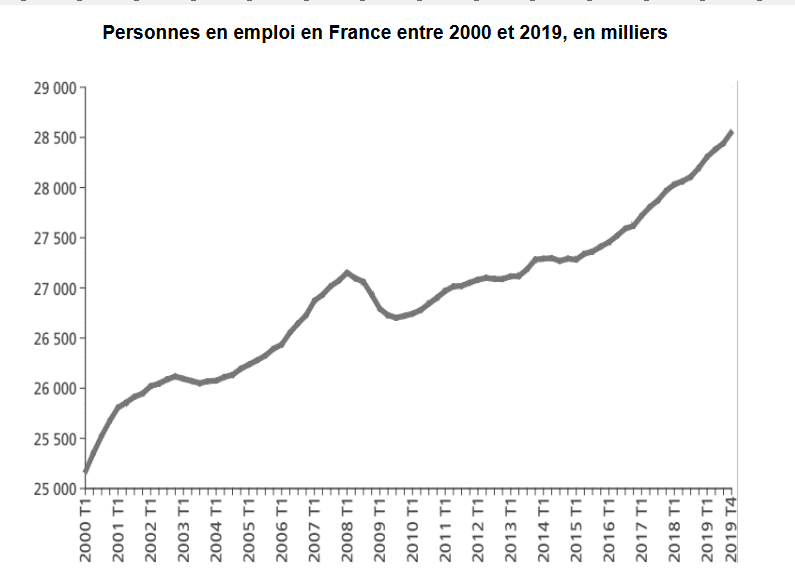 Personnes en emploi en France entre 2000 et 2019, en milliers
29 000
28 500
28 000
27 500
27 000
26 500
26 000
25 500
25 000
2000 T1
2001 T1
2002 T1
2003 T1
2004 T1
2005 T1
2006 T1
2007 T1
2008 T1
2009 T1
2010 T1
2011 T1
2012 T1
2013 T1
2014 T1
2015 T1
2016 T1
2017 T1
2018 T1
2019 T1
2019 T4